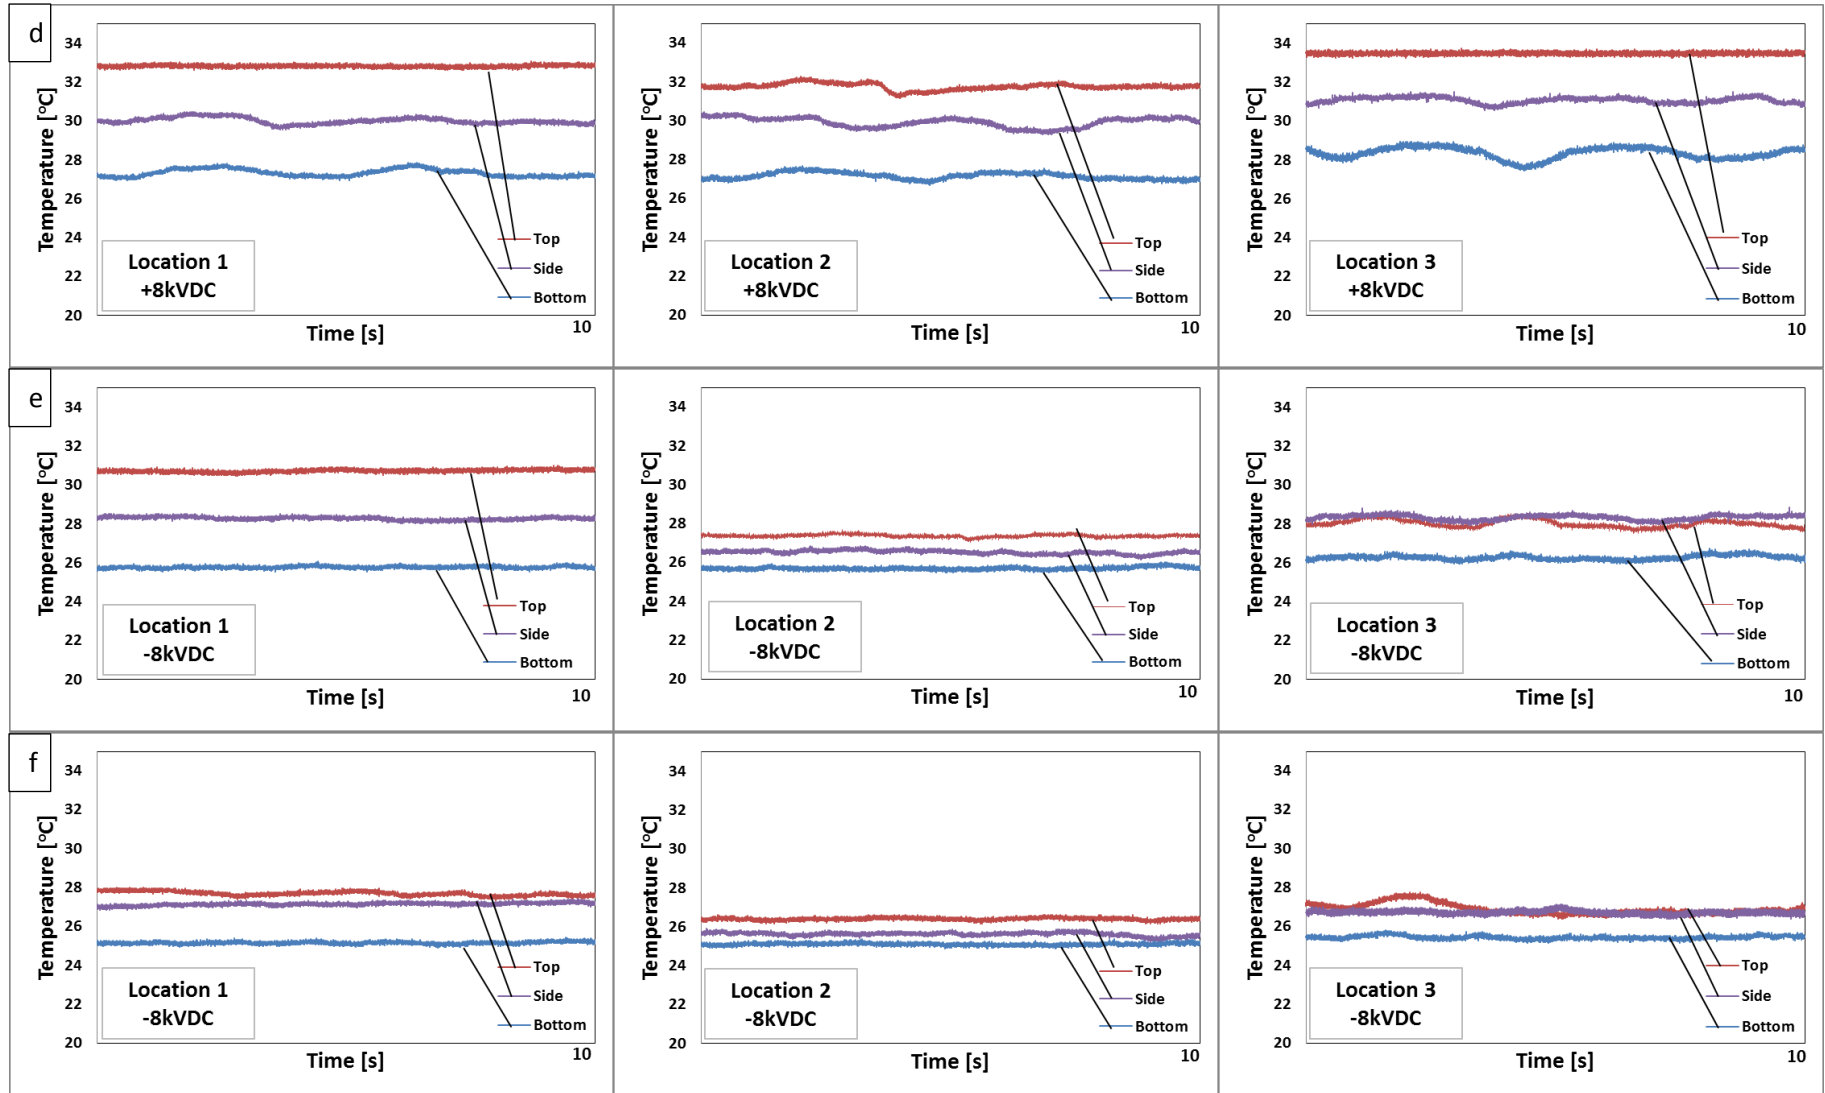 d
Temperature [°C]
34
32
30
28
26
24
22
20
Location 1
+8kVDC
Top
Side
Bottom
Time [s]
10
Temperature [°C]
34
32
30
28
26
24
22
20
Location 2
+8kVDC
Top
Side
Bottom
Time [s]
10
Temperature [°C]
34
32
30
28
26
24
22
20
Location 3
+8kVDC
Top
Side
Bottom
Time [s]
10
e
Temperature [°C]
34
32
30
28
26
24
22
20
Location 1
-8kVDC
Top
Side
Bottom
Time [s]
10
Temperature [°C]
34
32
30
28
26
24
22
20
Location 2
-8kVDC
Top
Side
Bottom
Time [s]
10
Temperature [°C]
34
32
30
28
26
24
22
20
Location 3
-8kVDC
Top
Side
Bottom
Time [s]
10
f
Temperature [°C]
34
32
30
28
26
24
22
20
Location 1
-8kVDC
Top
Side
Bottom
Time [s]
10
Temperature [°C]
34
32
30
28
26
24
22
20
Location 2
-8kVDC
Top
Side
Bottom
Time [s]
10
Temperature [°C]
34
32
30
28
26
24
22
20
Location 3
-8kVDC
Top
Side
Bottom
Time [s]
10